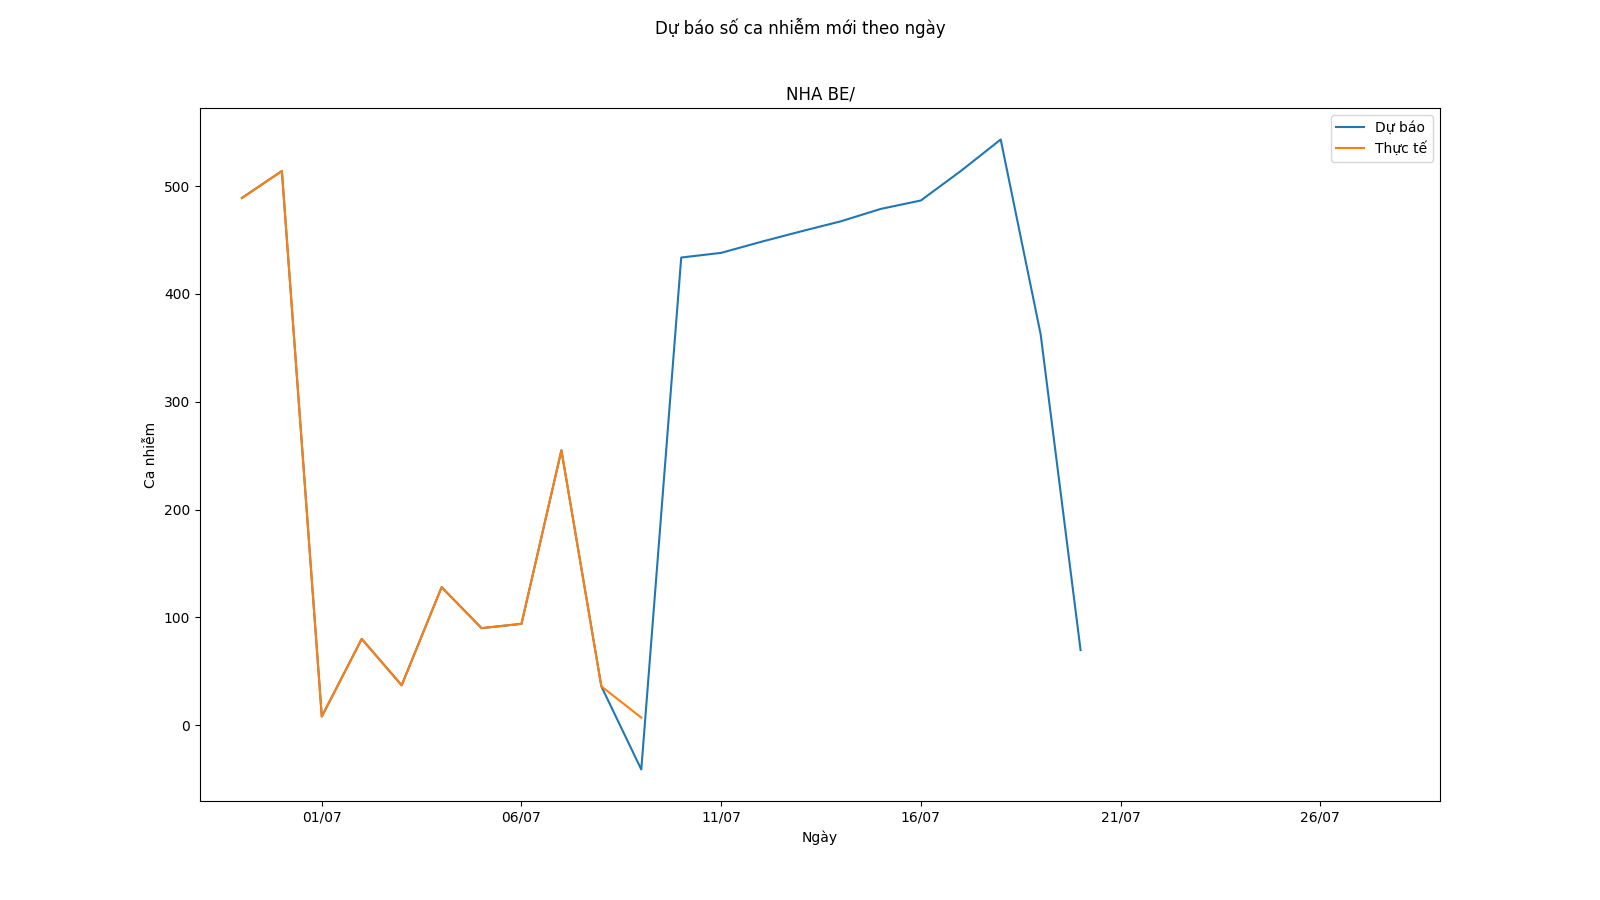 Dự báo số ca nhiễm mới theo ngày
NHA BE/
Dự báo
Thực tế
500
400
300
200
100
0
Ca nhiễm
01/07
06/07
11/07
16/07
21/07
26/07
Ngày